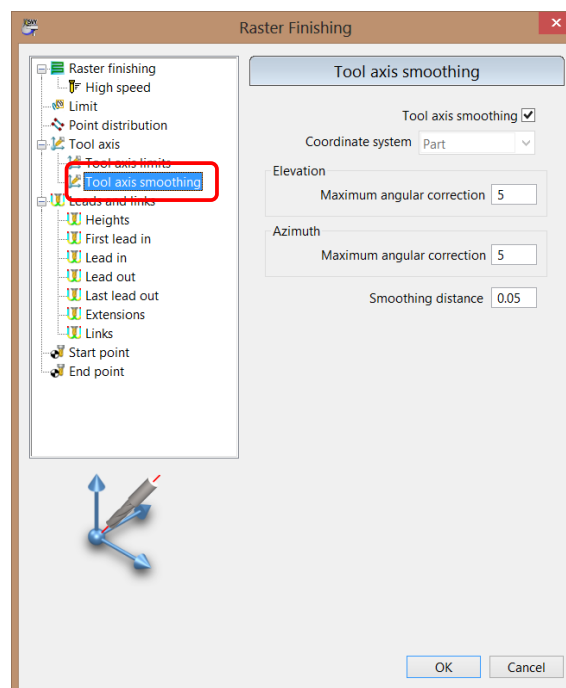 Raster Finishing
Raster finishing
High speed
Limit
Point distribution
Tool axis
Tool axis limits
Tool axis smoothing
Leads and links
Heights
First lead in
Lead in
Lead out
Last lead out
Extensions
Links
Start point
End point
Tool axis smoothing
Tool axis smoothing
Coordinate system Part
Elevation
Maximum angular correction 5
Azimuth
Maximum angular correction 5
Smoothing distance 0.05
OK Cancel